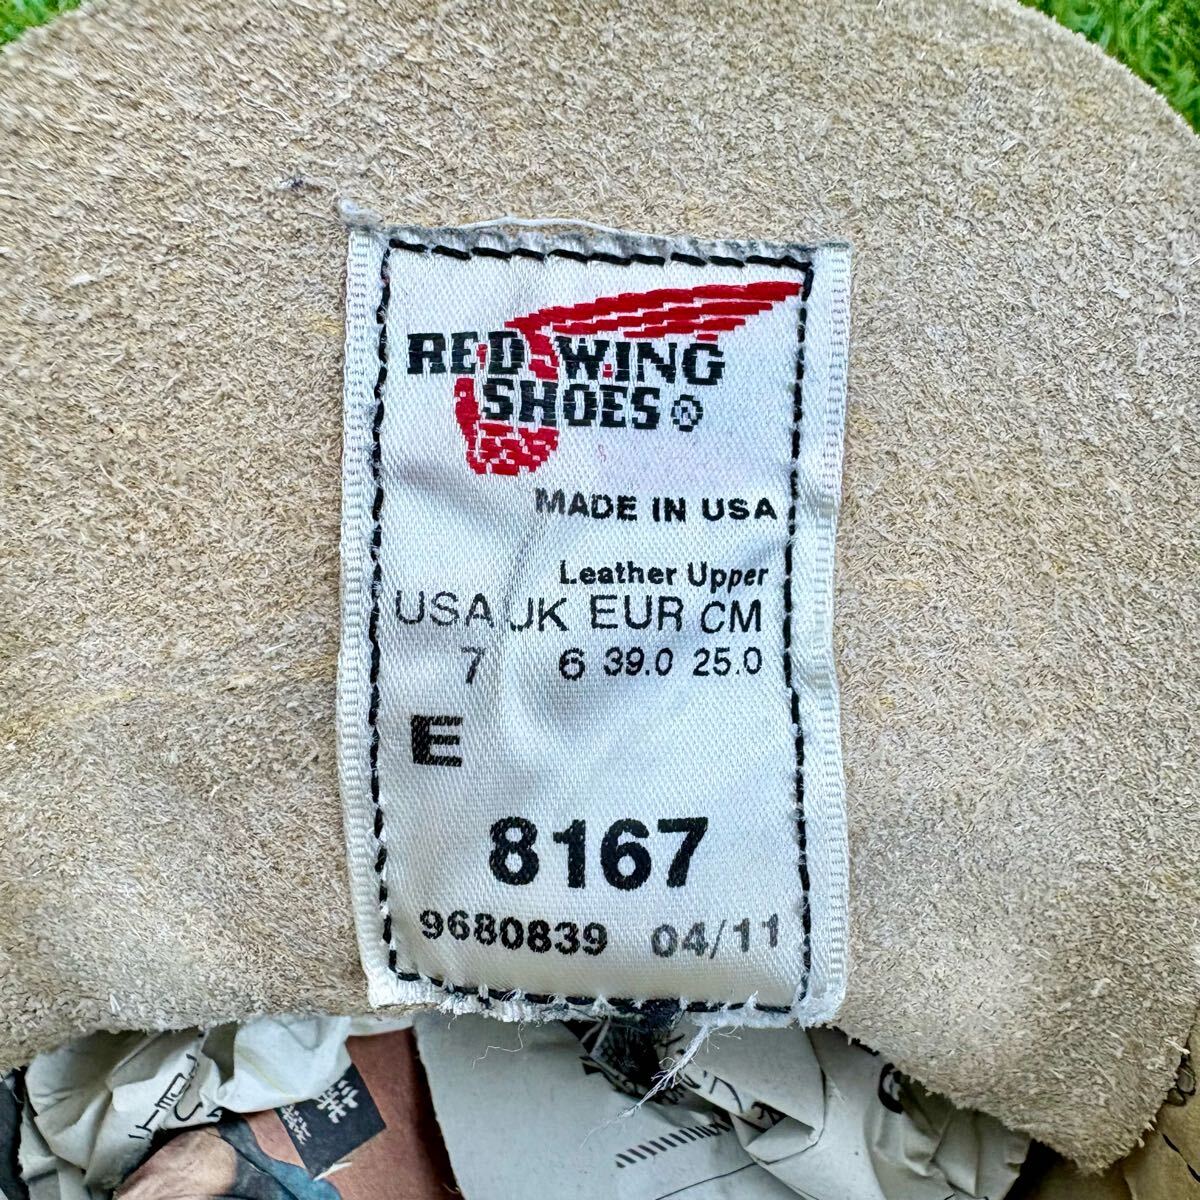 RED WING
SHOES®
MADE IN USA
Leather Upper
USA UK EUR CM
7 6 39.0 25.0
E
8167
9680839 04/11